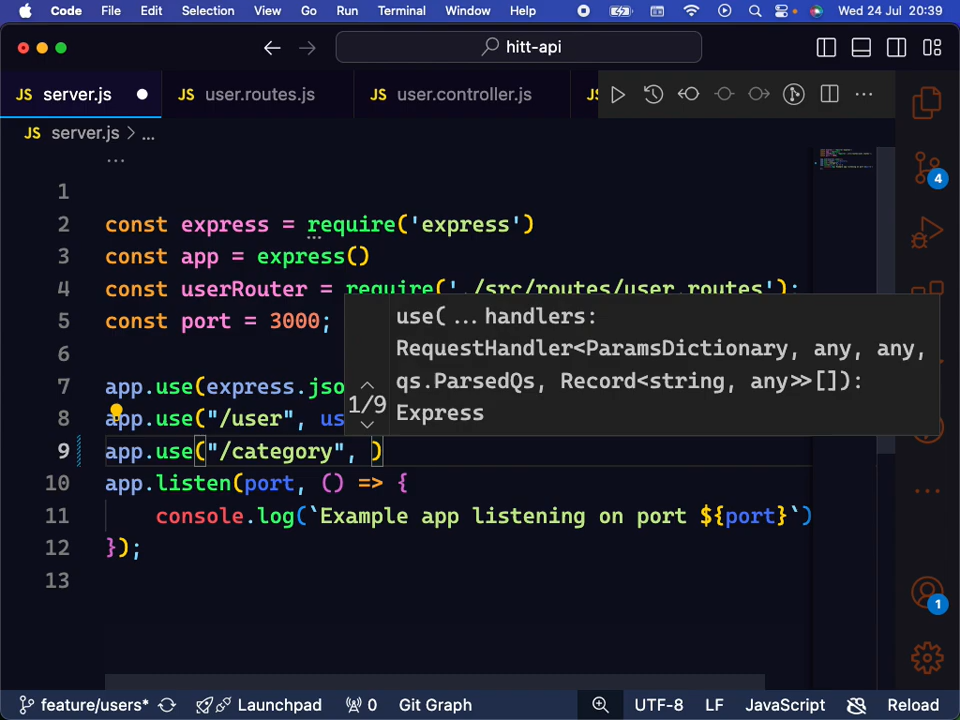 Code File Edit Selection View Go Run Terminal Window Help Wed 24 Jul 20:39
hitt-api
JS server.js JS user.routes.js JS user.controller.js JS
JS server.js > ...
...
1
2 const express = require('express')
3 const app = express()
4 const userRouter = require('./src/routes/user.routes');
5 const port = 3000;
6
7 app.use(express.jso
8 app.use("/user", us
9 app.use("/category", )
10 app.listen(port, () => {
11 console.log(`Example app listening on port ${port}`)
12 });
13
1/9
use(...handlers:
RequestHandler<ParamsDictionary, any, any,
qs.ParsedQs, Record<string, any>>[]):
Express
4
1
feature/users* Launchpad 0 Git Graph UTF-8 LF JavaScript Reload